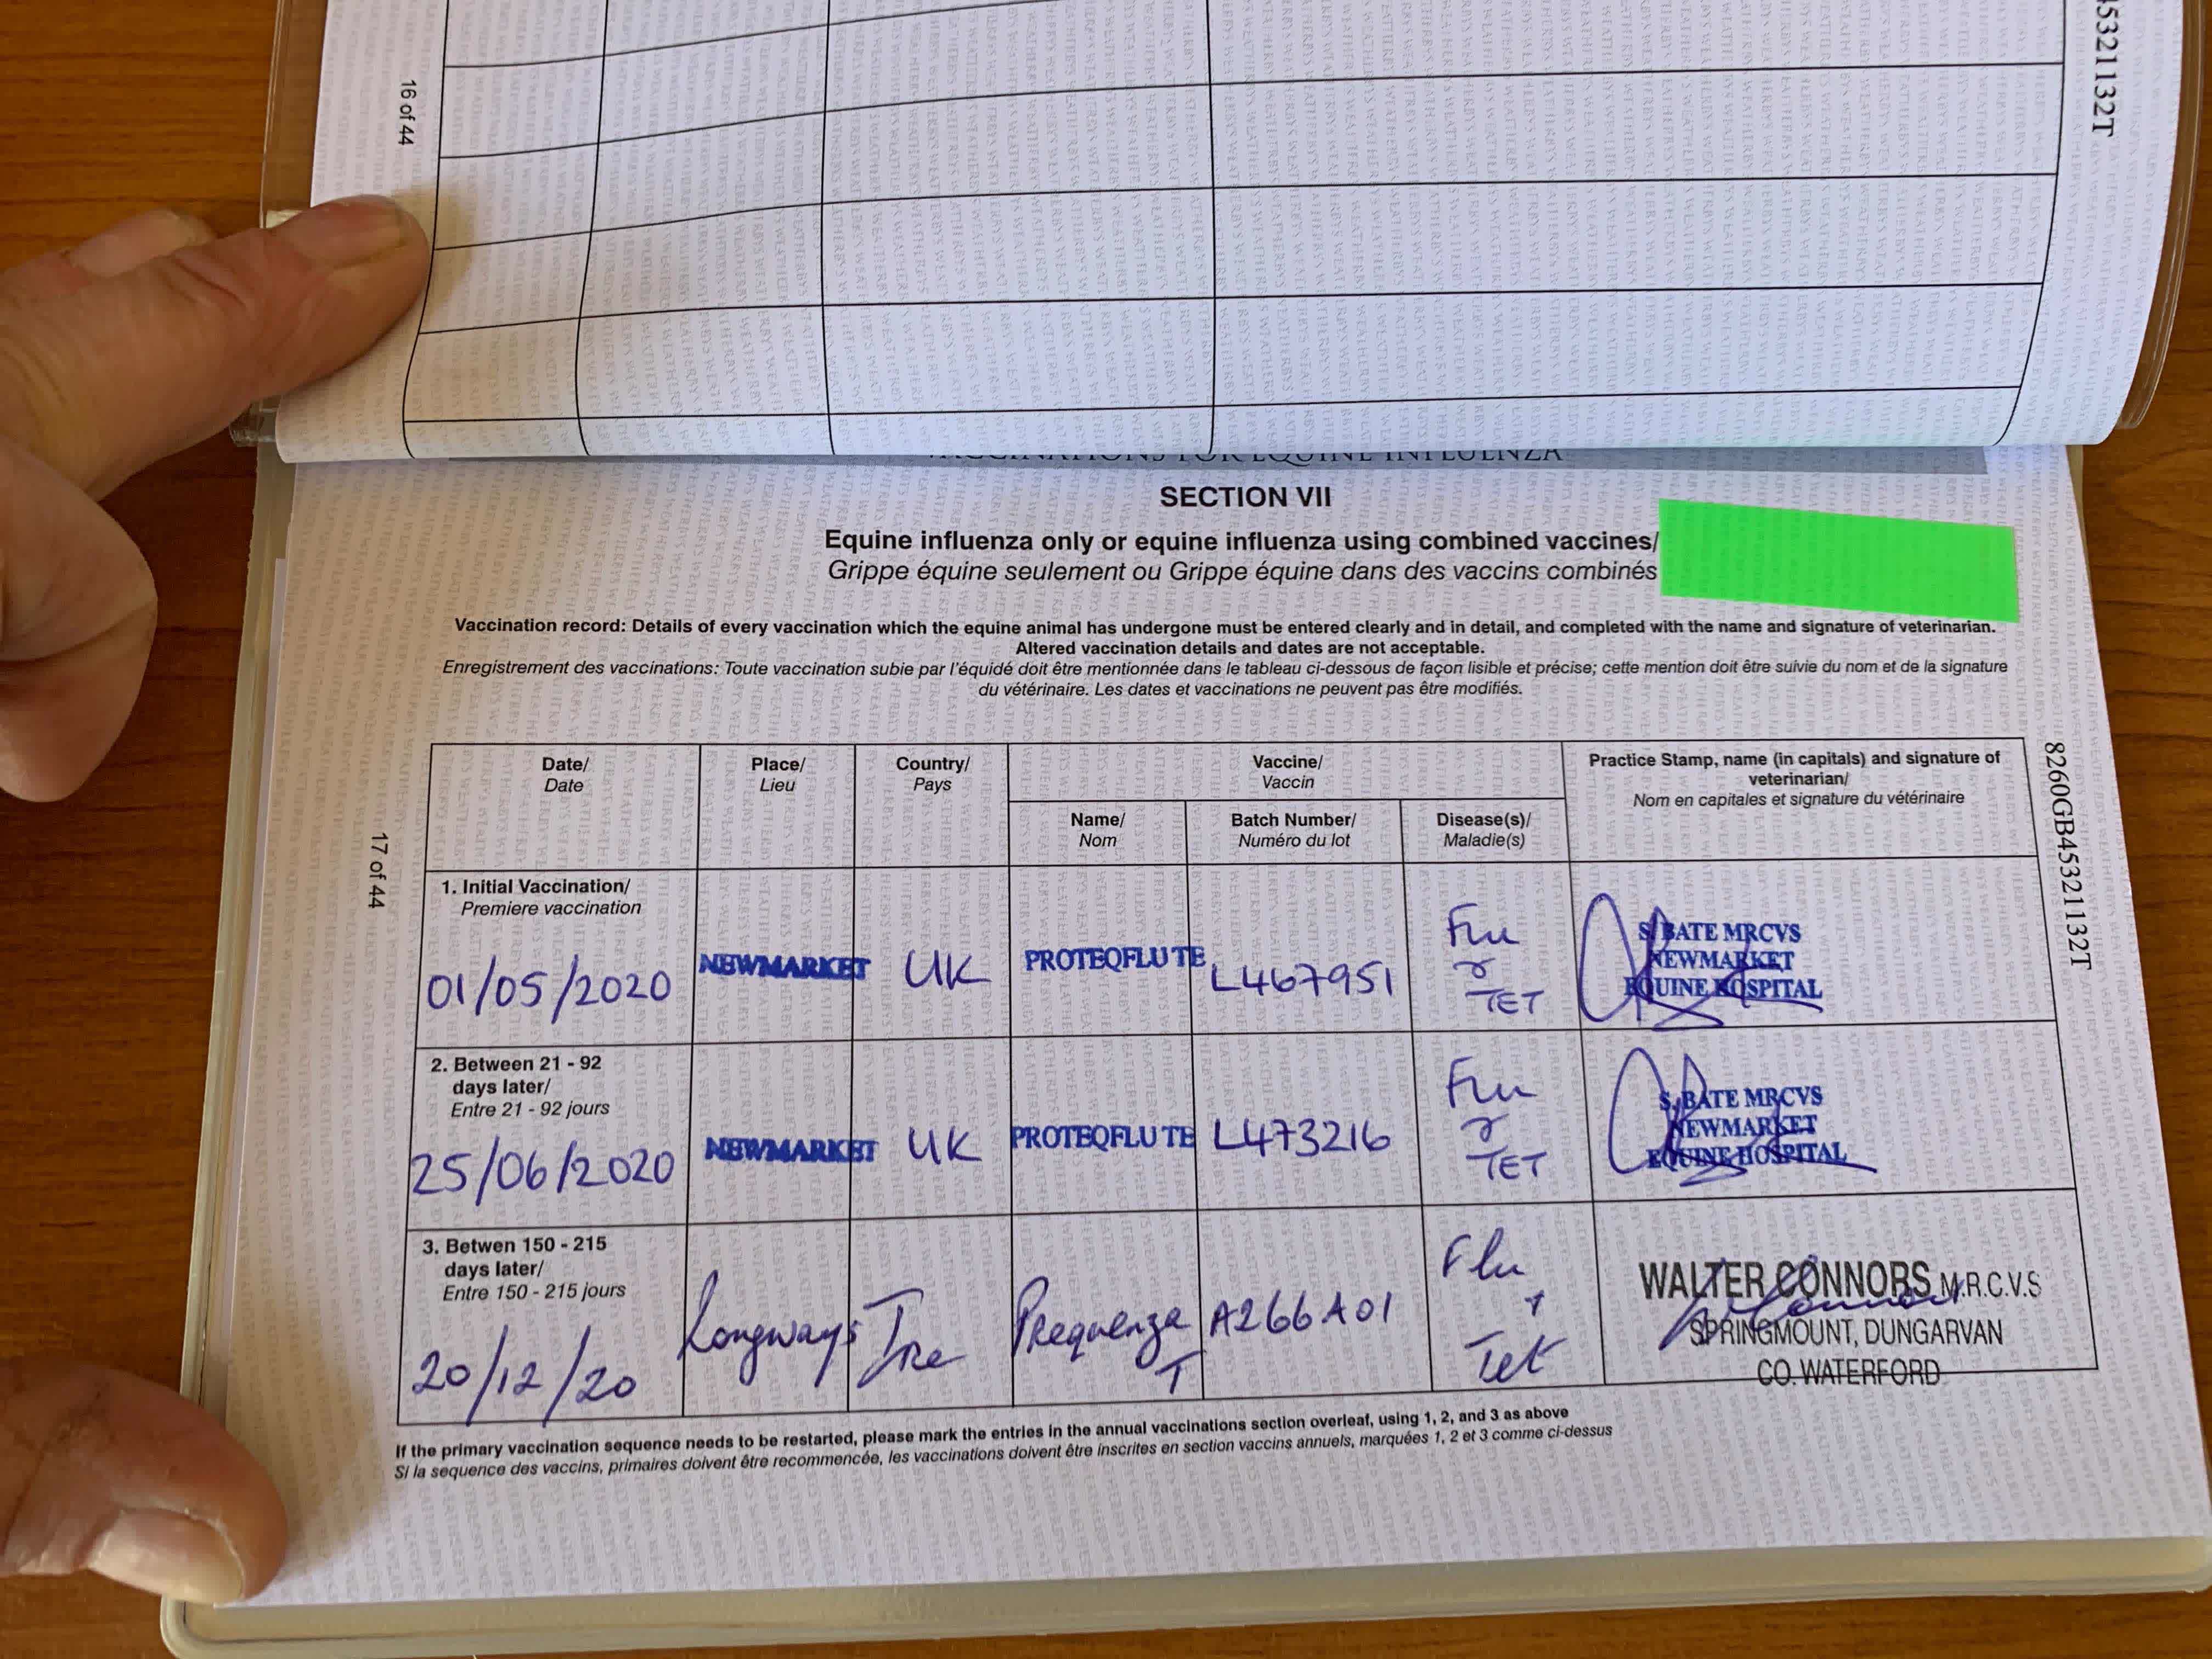 45321132T
16 of 44
VACCINATIONS FOR EQUINE INFLUENZA
SECTION VII
Equine influenza only or equine influenza using combined vaccines/
Grippe équine seulement ou Grippe équine dans des vaccins combinés
Vaccination record: Details of every vaccination which the equine animal has undergone must be entered clearly and in detail, and completed with the name and signature of veterinarian.
Altered vaccination details and dates are not acceptable.
Enregistrement des vaccinations: Toute vaccination subie par l'équidé doit être mentionnée dans le tableau ci-dessous de façon lisible et précise; cette mention doit être suivie du nom et de la signature
du vétérinaire. Les dates et vaccinations ne peuvent pas être modifiés.
8260GB45321132T
17 of 44
Date/
Date
Place/
Lieu
Country/
Pays
Vaccine/
Vaccin
Name/
Nom
Batch Number/
Numéro du lot
Disease(s)/
Maladie(s)
Practice Stamp, name (in capitals) and signature of
veterinarian/
Nom en capitales et signature du vétérinaire
1. Initial Vaccination/
Premiere vaccination
01/05/2020
NEWMARKET
UK
PROTEQFLU TE
L467951
Flu
&
TET
S. BATE MRCVS
NEWMARKET
EQUINE HOSPITAL
2. Between 21 - 92
days later/
Entre 21 - 92 jours
25/06/2020
NEWMARKET
UK
PROTEQFLU TE
L473216
Flu
&
TET
S. BATE MRCVS
NEWMARKET
EQUINE HOSPITAL
3. Betwen 150 - 215
days later/
Entre 150 - 215 jours
20/12/20
Longways
Ire
Prequenza
T
A266A01
Flu
+
Tet
WALTER CONNORS M.R.C.V.S
SPRINGMOUNT, DUNGARVAN
CO. WATERFORD
If the primary vaccination sequence needs to be restarted, please mark the entries in the annual vaccinations section overleaf, using 1, 2, and 3 as above
Si la sequence des vaccins, primaires doivent être recommencée, les vaccinations doivent être inscrites en section vaccins annuels, marquées 1, 2 et 3 comme ci-dessus